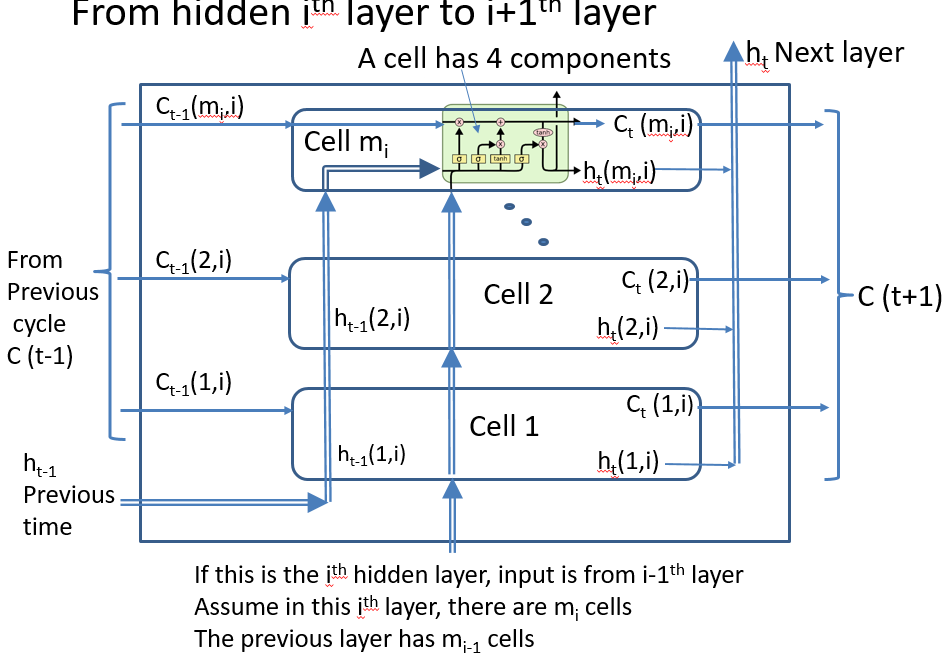 From hidden iᵗʰ layer to i+1ᵗʰ layer
A cell has 4 components
hₜ Next layer
Cₜ₋₁(mᵢ,i)
Cell mᵢ
x
+
tanh
x
x
σ
σ
tanh
σ
Cₜ (mᵢ,i)
hₜ(mᵢ,i)
From
Previous
cycle
C (t-1)
Cₜ₋₁(2,i)
Cell 2
hₜ₋₁(2,i)
Cₜ (2,i)
hₜ(2,i)
C (t+1)
Cₜ₋₁(1,i)
Cell 1
hₜ₋₁(1,i)
Cₜ (1,i)
hₜ(1,i)
hₜ₋₁
Previous
time
If this is the iᵗʰ hidden layer, input is from i-1ᵗʰ layer
Assume in this iᵗʰ layer, there are mᵢ cells
The previous layer has mᵢ₋₁ cells